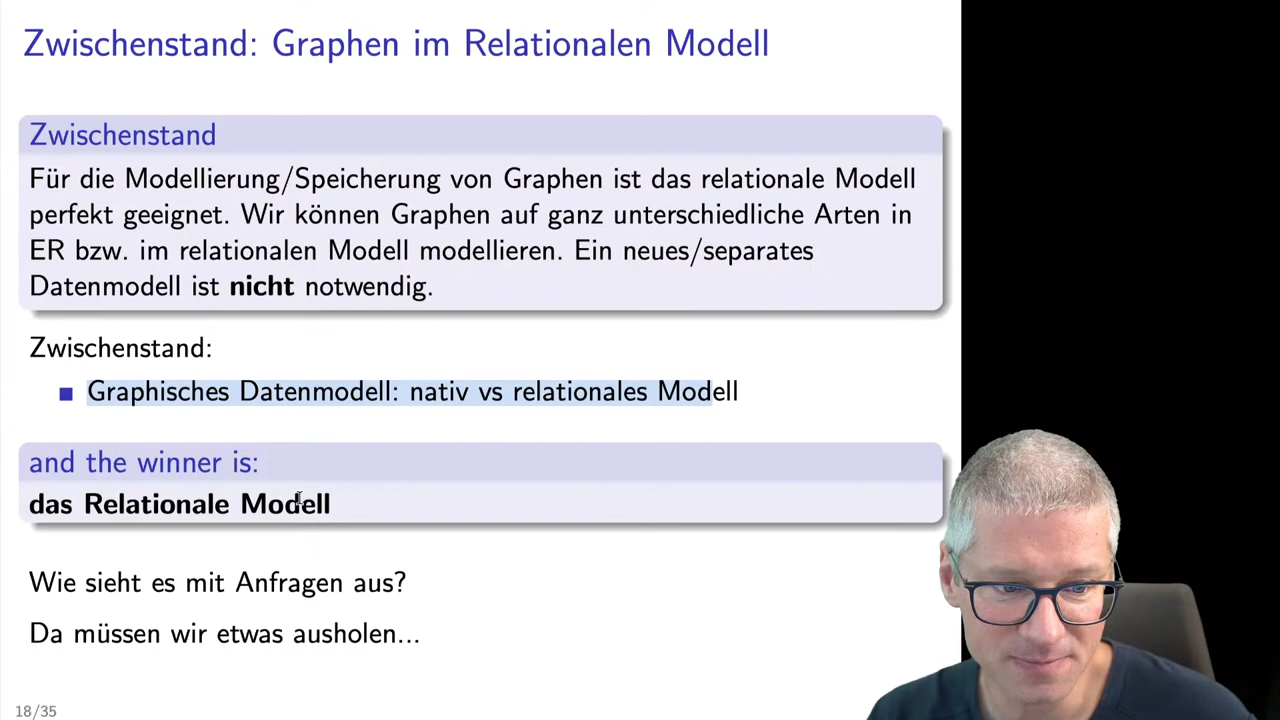 Zwischenstand: Graphen im Relationalen Modell
Zwischenstand
Für die Modellierung/Speicherung von Graphen ist das relationale Modell
perfekt geeignet. Wir können Graphen auf ganz unterschiedliche Arten in
ER bzw. im relationalen Modell modellieren. Ein neues/separates
Datenmodell ist nicht notwendig.
Zwischenstand:
Graphisches Datenmodell: nativ vs relationales Modell
and the winner is:
das Relationale Modell
Wie sieht es mit Anfragen aus?
Da müssen wir etwas ausholen...
18/35